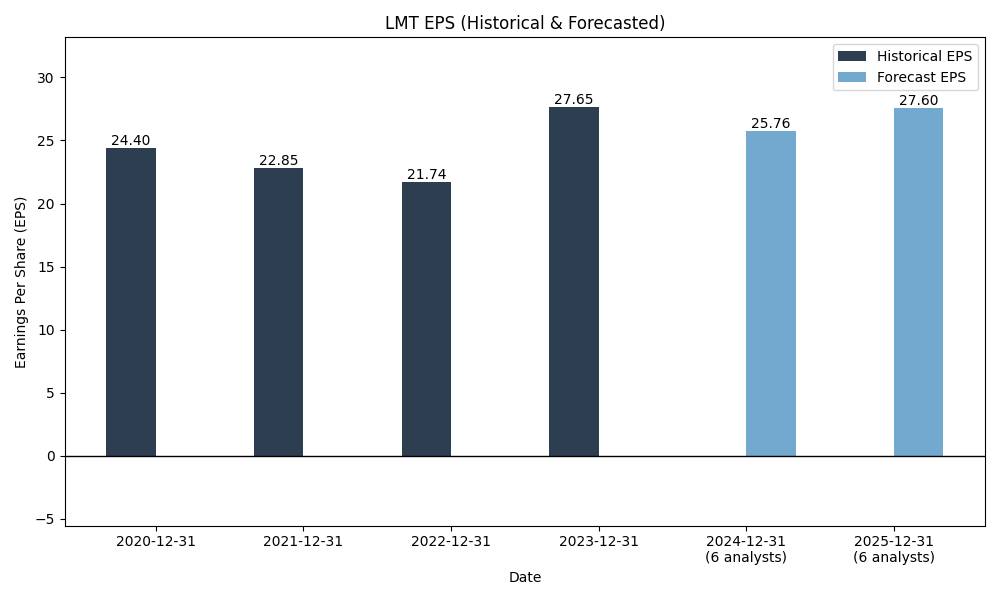 LMT EPS (Historical & Forecasted)
Historical EPS
Forecast EPS
Earnings Per Share (EPS)
30
25
20
15
10
5
0
−5
24.40
22.85
21.74
27.65
25.76
27.60
2020-12-31
2021-12-31
2022-12-31
2023-12-31
2024-12-31
(6 analysts)
2025-12-31
(6 analysts)
Date